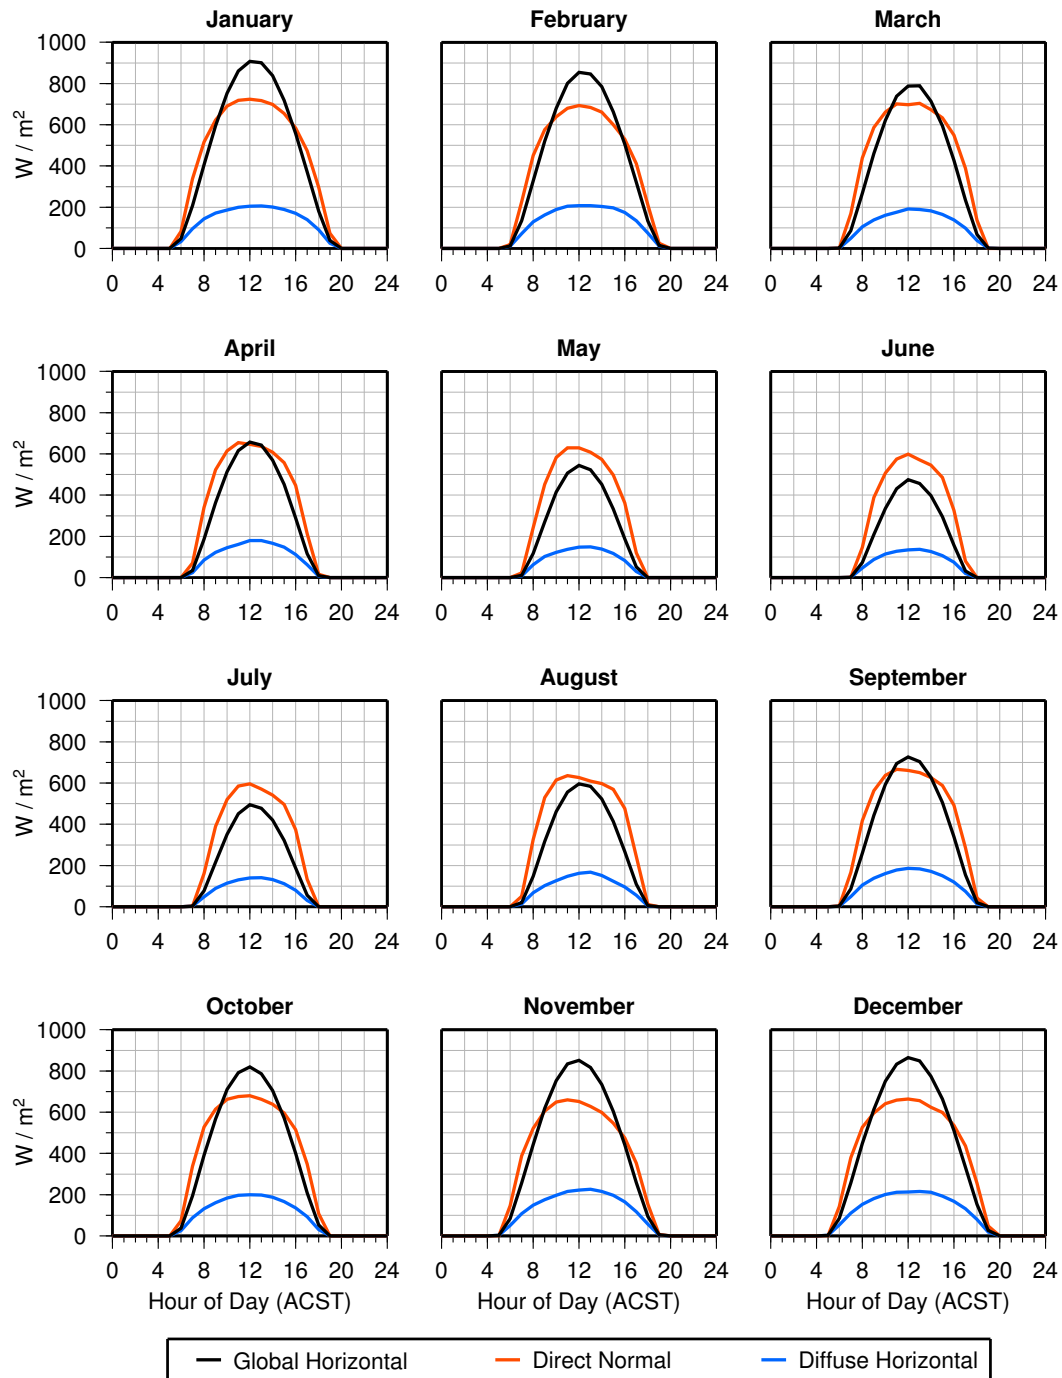 January February March
1000
800
600
400
200
0
W / m²
0 4 8 12 16 20 24 0 4 8 12 16 20 24 0 4 8 12 16 20 24
April May June
1000
800
600
400
200
0
W / m²
0 4 8 12 16 20 24 0 4 8 12 16 20 24 0 4 8 12 16 20 24
July August September
1000
800
600
400
200
0
W / m²
0 4 8 12 16 20 24 0 4 8 12 16 20 24 0 4 8 12 16 20 24
October November December
1000
800
600
400
200
0
W / m²
0 4 8 12 16 20 24 0 4 8 12 16 20 24 0 4 8 12 16 20 24
Hour of Day (ACST) Hour of Day (ACST) Hour of Day (ACST)
Global Horizontal Direct Normal Diffuse Horizontal